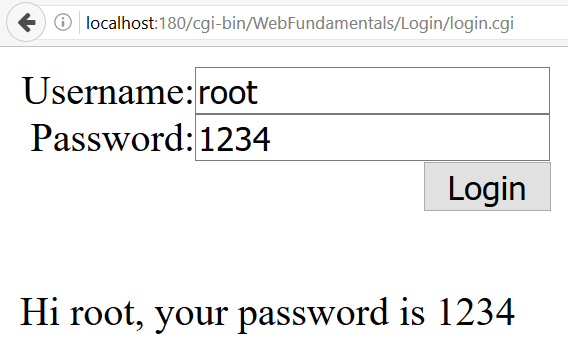 localhost:180/cgi-bin/WebFundamentals/Login/login.cgi
Username: root
Password: 1234
Login
Hi root, your password is 1234